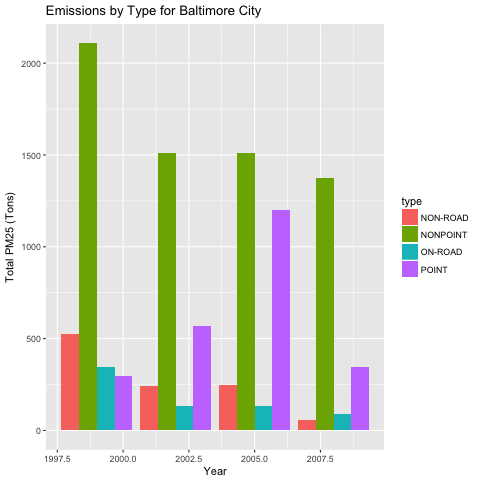 Emissions by Type for Baltimore City
Total PM25 (Tons)
2000
1500
1000
500
0
1997.5 2000.0 2002.5 2005.0 2007.5
Year
type
NON-ROAD
NONPOINT
ON-ROAD
POINT